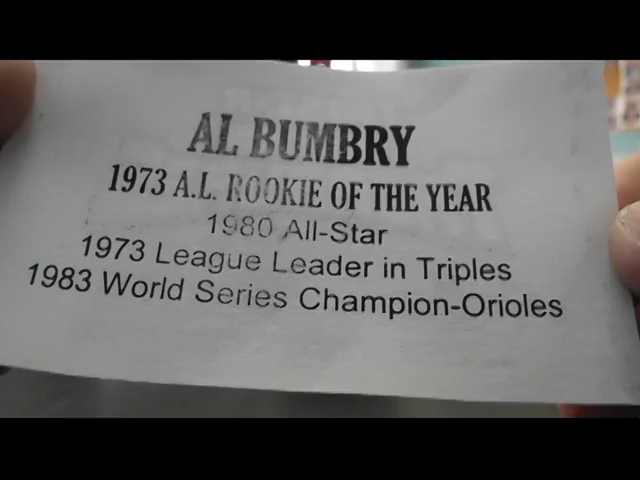 AL BUMBRY
1973 A.L. ROOKIE OF THE YEAR
1980 All-Star
1973 League Leader in Triples
1983 World Series Champion-Orioles